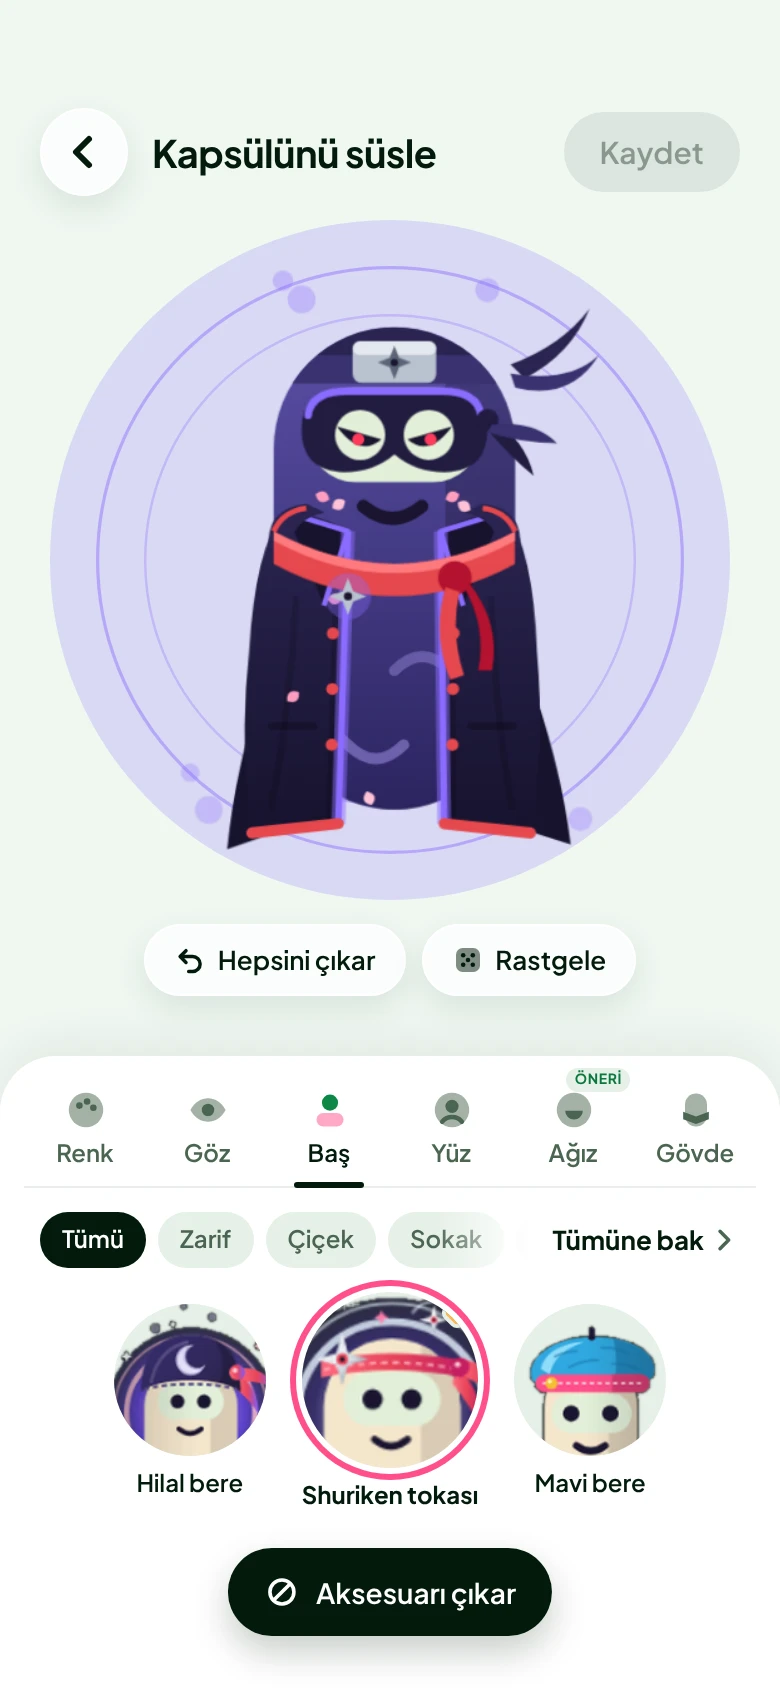 Kapsülünü süsle
Kaydet
Hepsini çıkar
Rastgele
ÖNERİ
Renk
Göz
Baş
Yüz
Ağız
Gövde
Tümü
Zarif
Çiçek
Sokak
Tümüne bak
Hilal bere
Shuriken tokası
Mavi bere
Aksesuarı çıkar